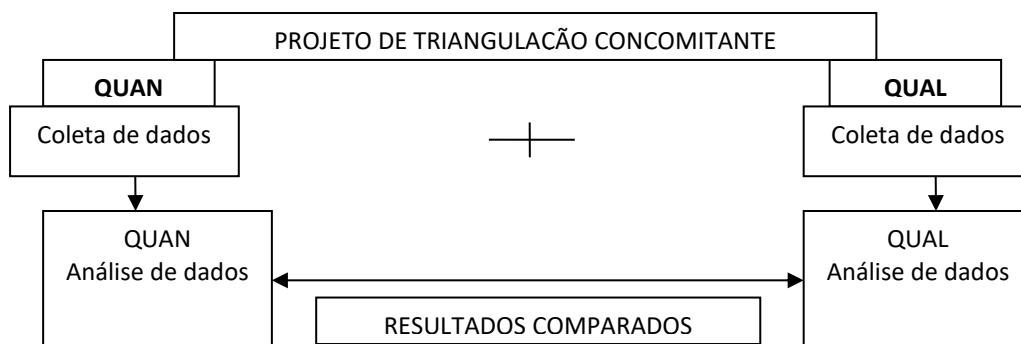 PROJETO DE TRIANGULACÃO CONCOMITANTE
QUAN
QUAL
Coleta de dados
Coleta de dados
QUAN
Análise de dados
QUAL
Análise de dados
RESULTADOS COMPARADOS